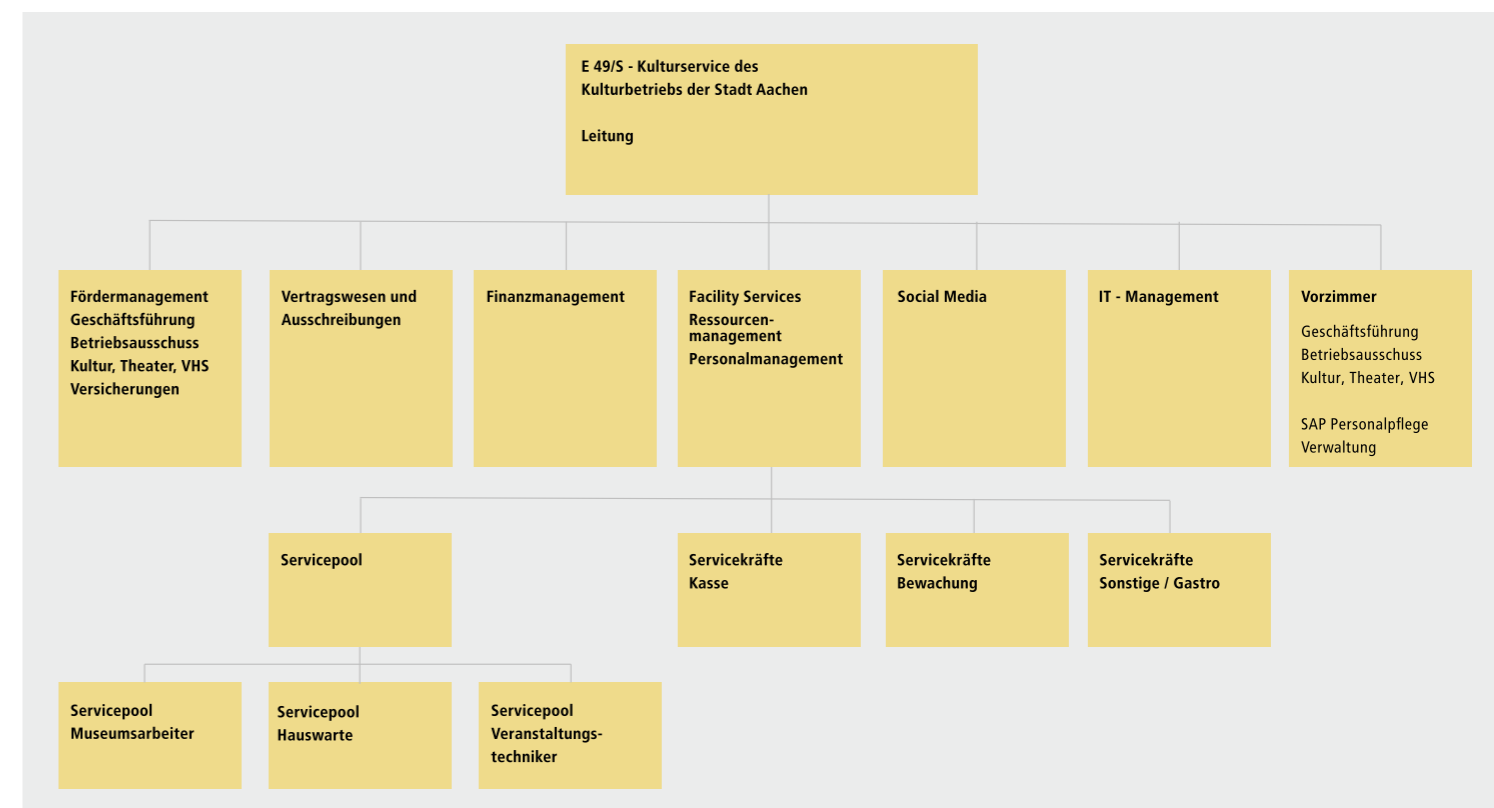 E 49/S - Kulturservice des
Kulturbetriebs der Stadt Aachen
Leitung
Fördermanagement
Geschäftsführung
Betriebsausschuss
Kultur, Theater, VHS
Versicherungen
Vertragswesen und
Ausschreibungen
Finanzmanagement
Facility Services
Ressourcen-
management
Personalmanagement
Social Media
IT - Management
Vorzimmer
Geschäftsführung
Betriebsausschuss
Kultur, Theater, VHS
SAP Personalpflege
Verwaltung
Servicepool
Servicekräfte
Kasse
Servicekräfte
Bewachung
Servicekräfte
Sonstige / Gastro
Servicepool
Museumsarbeiter
Servicepool
Hauswarte
Servicepool
Veranstaltungs-
techniker